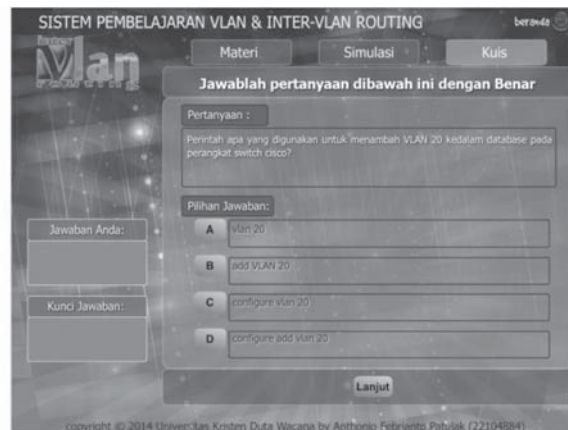 SISTEM PEMBELAJARAN VLAN & INTER-VLAN ROUTING
beranda
inter
Vlan
Routing
Materi
Simulasi
Kuis
Jawablah pertanyaan dibawah ini dengan Benar
Pertanyaan :
Perintah apa yang digunakan untuk menambah VLAN 20 kedalam database pada
perangkat switch cisco?
Pilihan Jawaban:
A vlan 20
B add VLAN 20
C configure vlan 20
D configure add vlan 20
Jawaban Anda:
Kunci Jawaban:
Lanjut
copyright © 2014 Universitas Kristen Duta Wacana by Anthonio Febrianto Patulak (22104884)